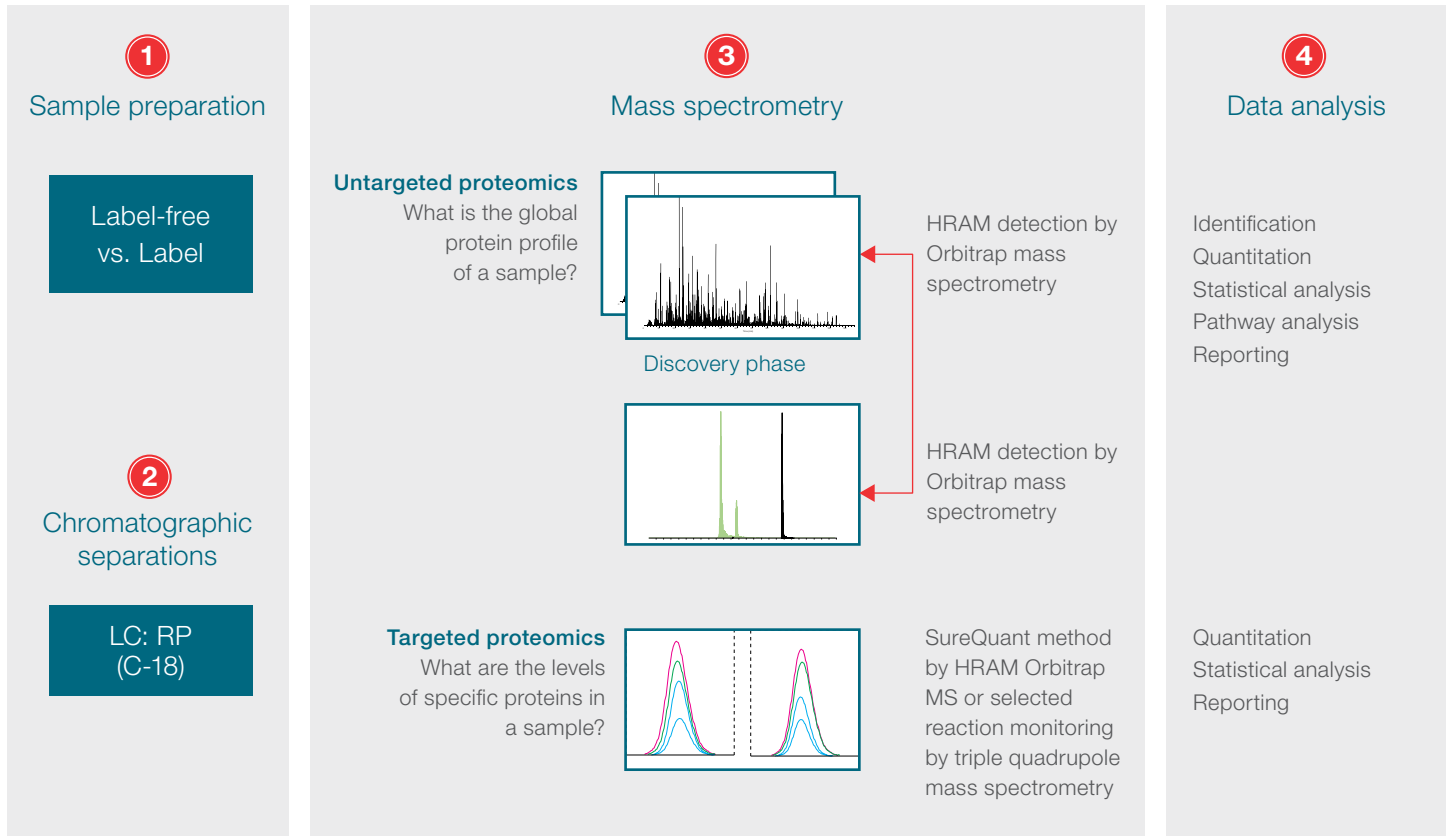 1
Sample preparation
Label-free
vs. Label
2
Chromatographic
separations
LC: RP
(C-18)
3
Mass spectrometry
Untargeted proteomics
What is the global
protein profile
of a sample?
Discovery phase
HRAM detection by
Orbitrap mass
spectrometry
HRAM detection by
Orbitrap mass
spectrometry
Targeted proteomics
What are the levels
of specific proteins in
a sample?
SureQuant method
by HRAM Orbitrap
MS or selected
reaction monitoring
by triple quadrupole
mass spectrometry
4
Data analysis
Identification
Quantitation
Statistical analysis
Pathway analysis
Reporting
Quantitation
Statistical analysis
Reporting